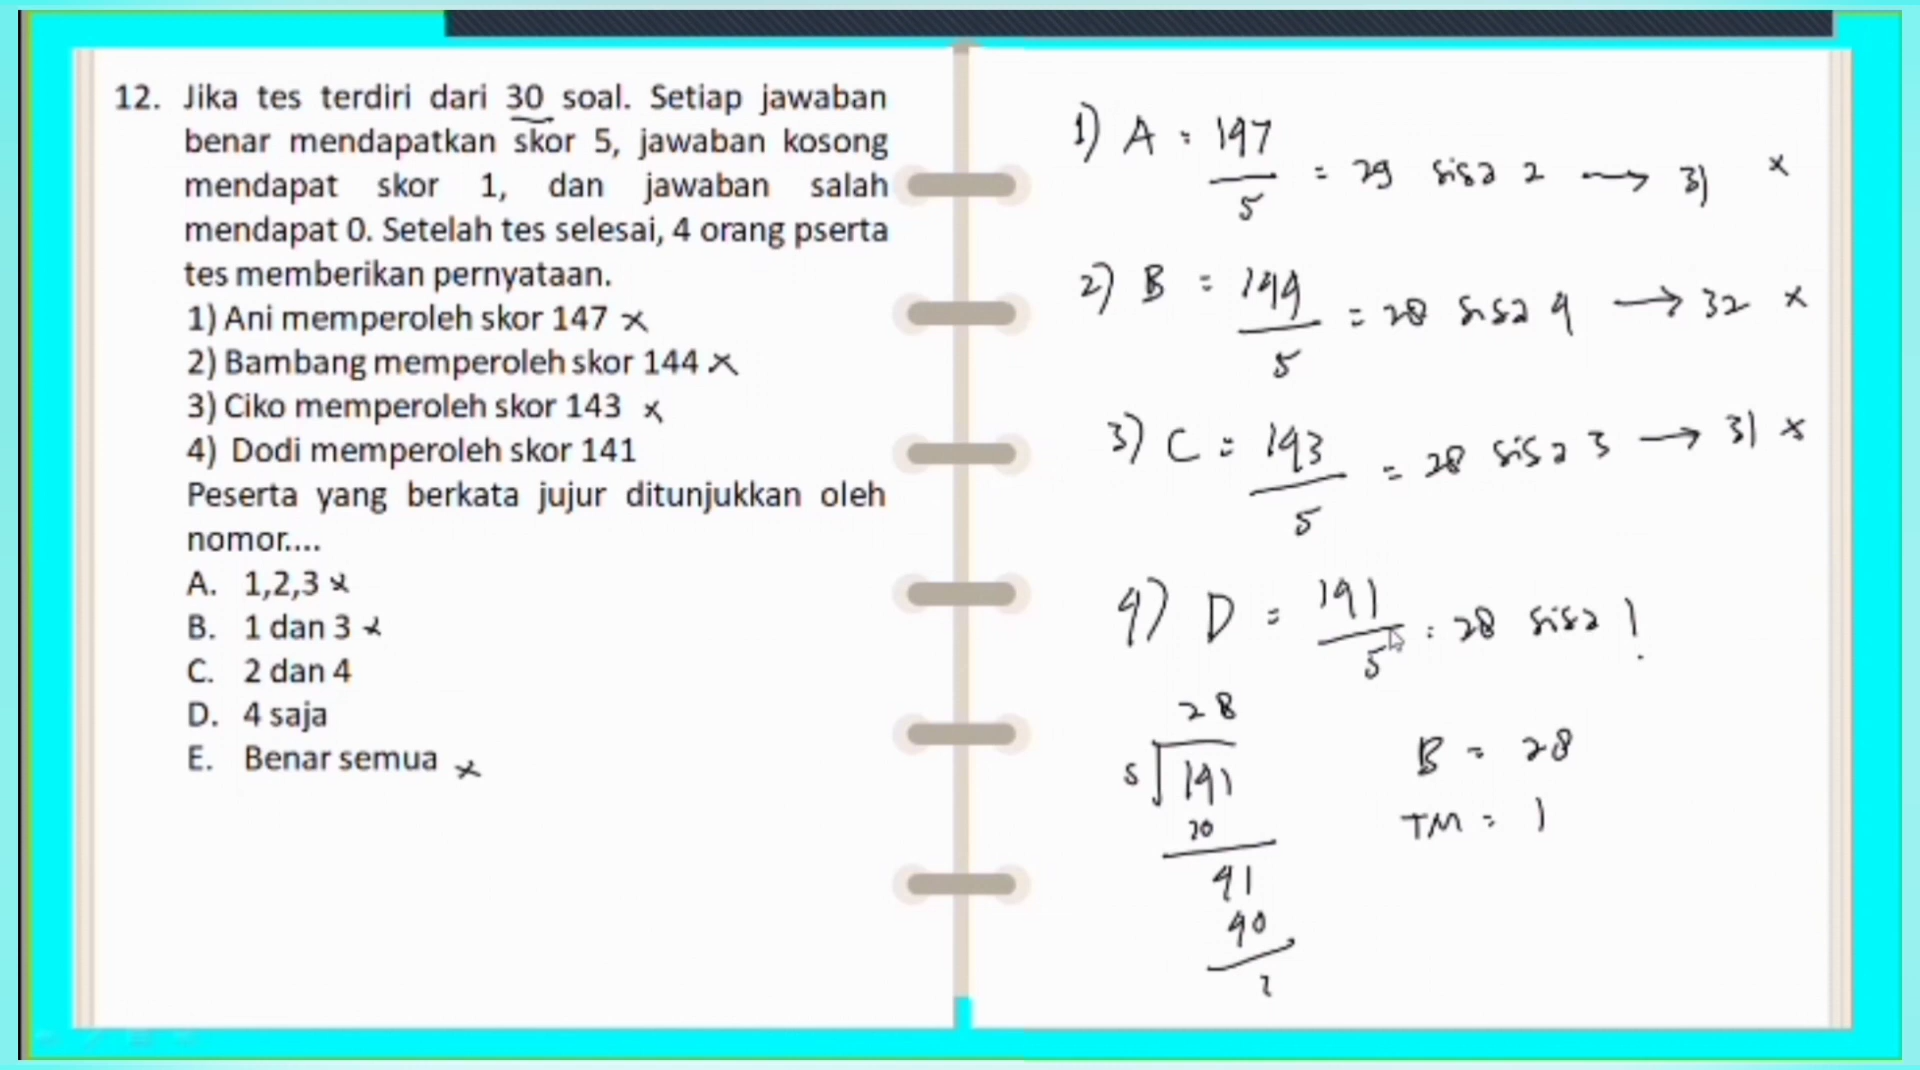 12. Jika tes terdiri dari 30 soal. Setiap jawaban
benar mendapatkan skor 5, jawaban kosong
mendapat skor 1, dan jawaban salah
mendapat 0. Setelah tes selesai, 4 orang pserta
tes memberikan pernyataan.
1) Ani memperoleh skor 147 x
2) Bambang memperoleh skor 144 x
3) Ciko memperoleh skor 143 x
4) Dodi memperoleh skor 141
Peserta yang berkata jujur ditunjukkan oleh
nomor....
A. 1,2,3 x
B. 1 dan 3 x
C. 2 dan 4
D. 4 saja
E. Benar semua x
1) A = 147
5
= 29 sisa 2 → 31 x
2) B = 144
5
= 28 sisa 4 → 32 x
3) C = 143
5
= 28 sisa 3 → 31 x
4) D = 141
5
= 28 sisa 1
28
5 141
10
41
40
1
B = 28
TM = 1